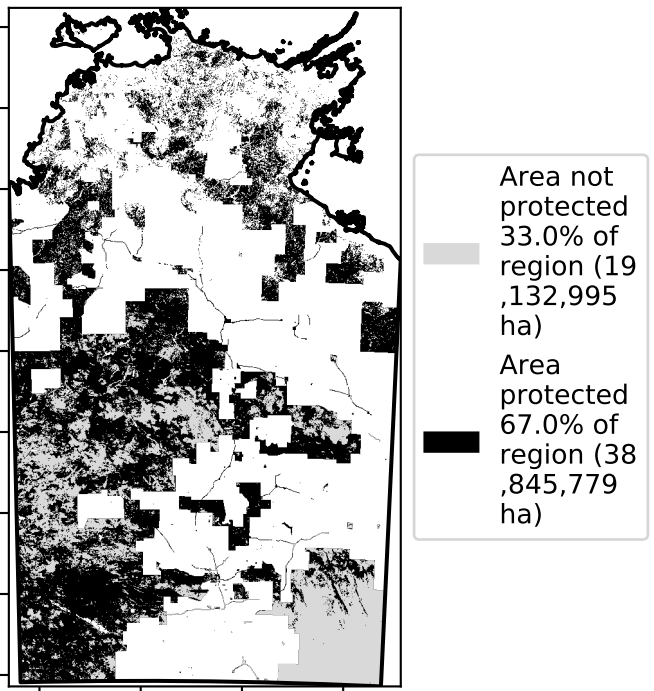 Area not
protected
33.0% of
region (19
,132,995
ha)
Area
protected
67.0% of
region (38
,845,779
ha)